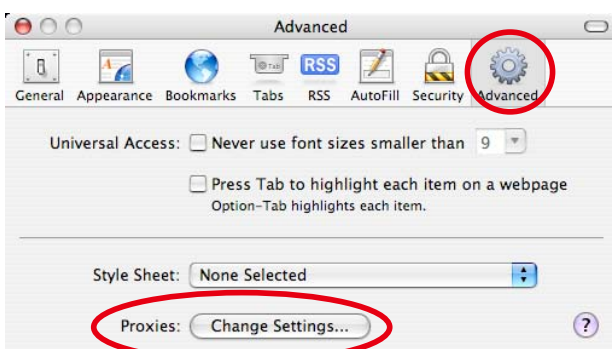 Advanced
General Appearance Bookmarks Tabs RSS AutoFill Security Advanced
@Tab RSS
Universal Access: Never use font sizes smaller than 9
Press Tab to highlight each item on a webpage
Option-Tab highlights each item.
Style Sheet: None Selected
Proxies: Change Settings... ?